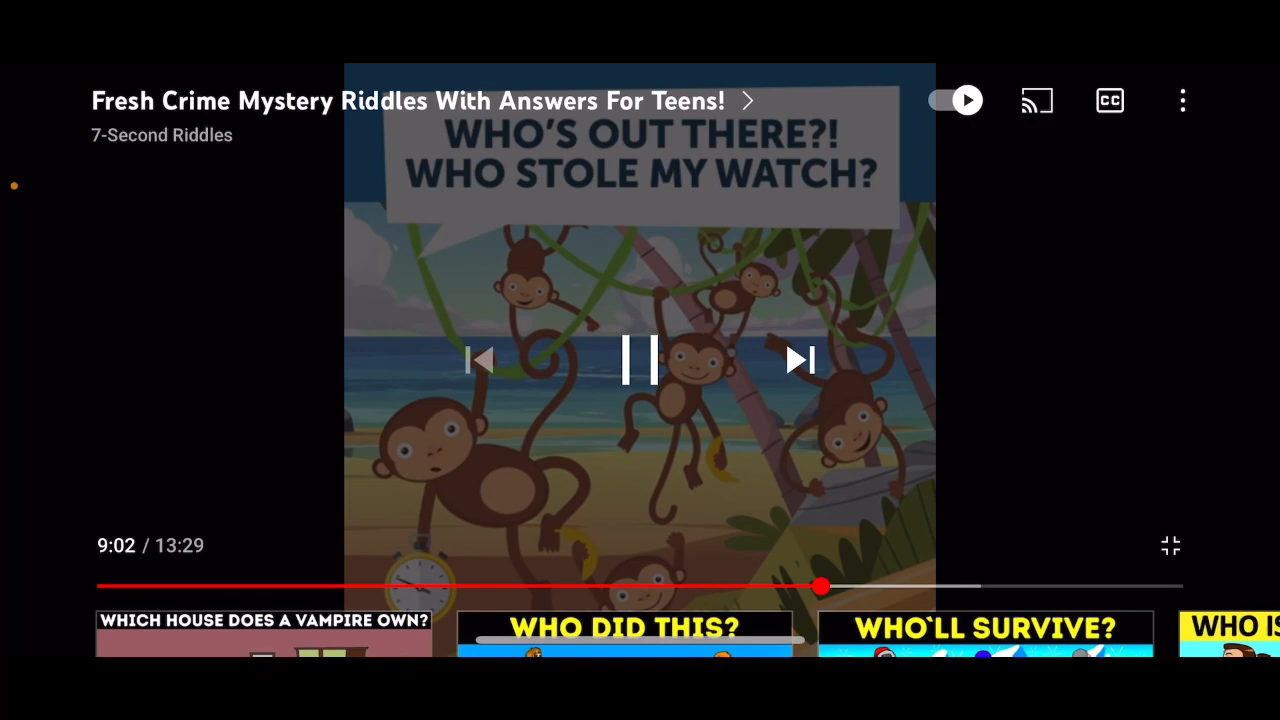 Fresh Crime Mystery Riddles With Answers For Teens!
7-Second Riddles
CC
WHO'S OUT THERE?!
WHO STOLE MY WATCH?
9:02 / 13:29
WHICH HOUSE DOES A VAMPIRE OWN?
WHO DID THIS?
WHO`LL SURVIVE?
WHO IS